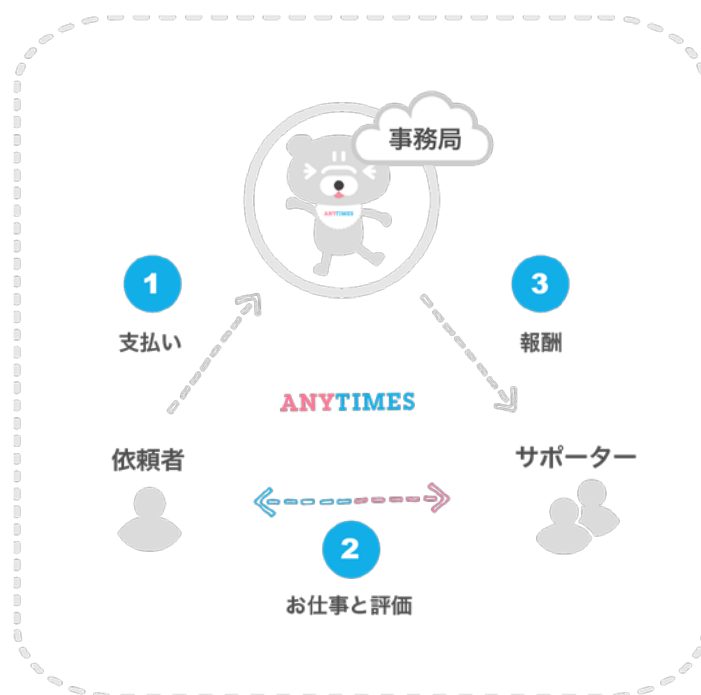 事務局
ANYTIMES
1
支払い
3
報酬
ANYTIMES
依頼者
サポーター
2
お仕事と評価